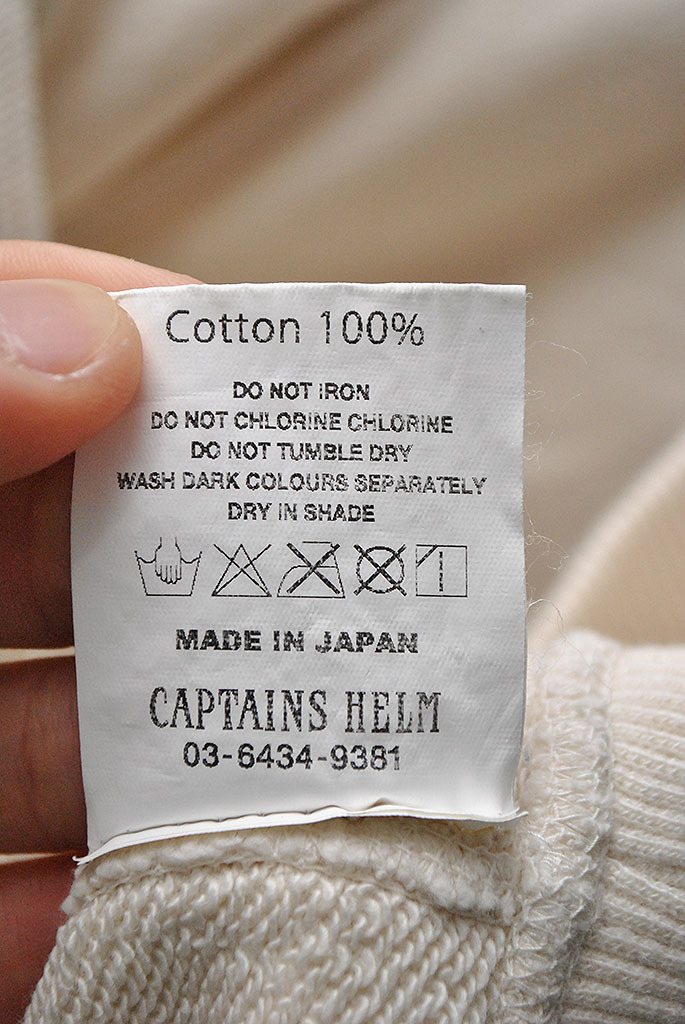 Cotton 100%
DO NOT IRON
DO NOT CHLORINE CHLORINE
DO NOT TUMBLE DRY
WASH DARK COLOURS SEPARATELY
DRY IN SHADE
MADE IN JAPAN
CAPTAINS HELM
03-6434-9381